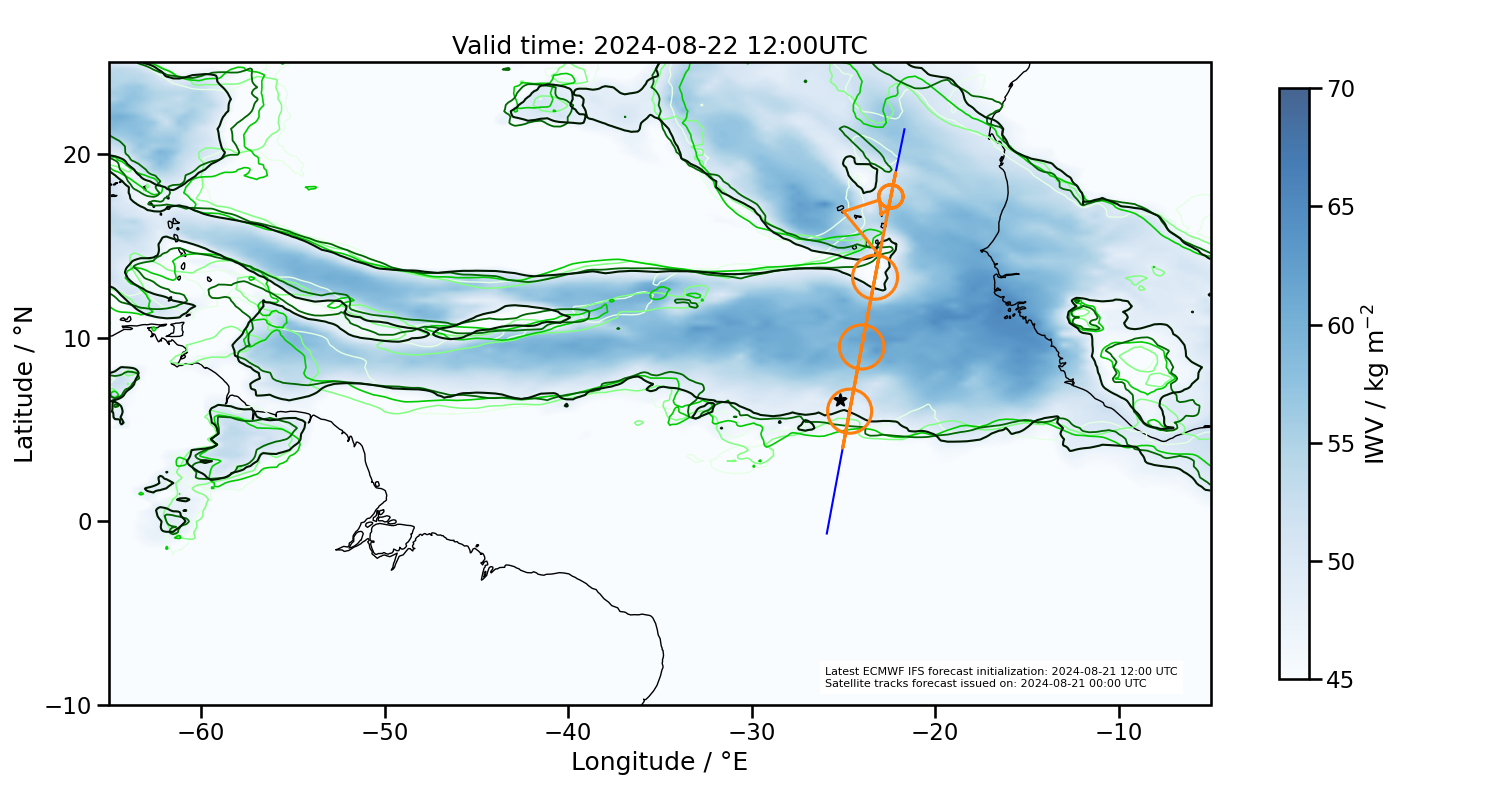 Valid time: 2024-08-22 12:00UTC
Latitude / °N
20
10
0
−10
−60
−50
−40
−30
−20
−10
Longitude / °E
Latest ECMWF IFS forecast initialization: 2024-08-21 12:00 UTC
Satellite tracks forecast issued on: 2024-08-21 00:00 UTC
70
65
60
55
50
45
IWV / kg m⁻²